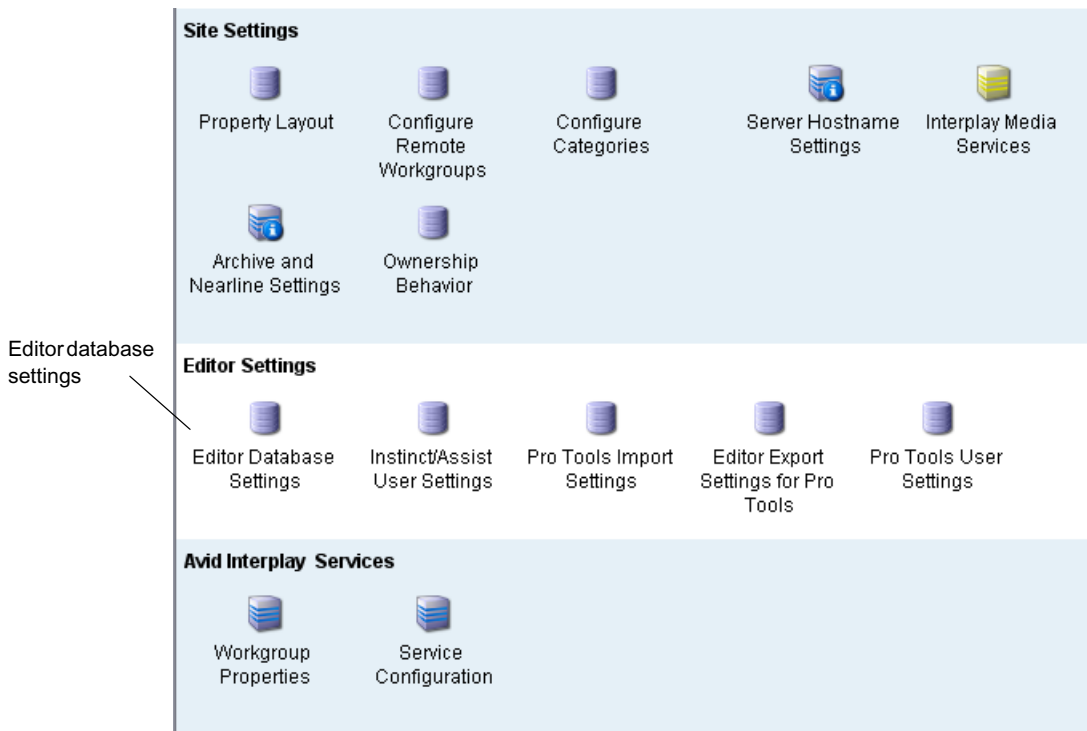 Site Settings
Property Layout
Configure
Remote
Workgroups
Configure
Categories
Server Hostname
Settings
Interplay Media
Services
Archive and
Nearline Settings
Ownership
Behavior
Editor database
settings
Editor Settings
Editor Database
Settings
Instinct/Assist
User Settings
Pro Tools Import
Settings
Editor Export
Settings for Pro
Tools
Pro Tools User
Settings
Avid Interplay Services
Workgroup
Properties
Service
Configuration